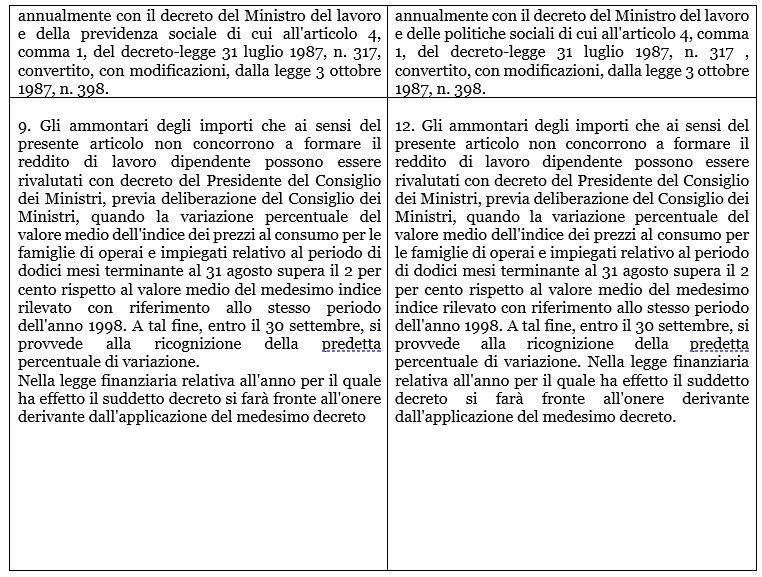 annualmente con il decreto del Ministro del lavoro
e della previdenza sociale di cui all'articolo 4,
comma 1, del decreto-legge 31 luglio 1987, n. 317,
convertito, con modificazioni, dalla legge 3 ottobre
1987, n. 398.
annualmente con il decreto del Ministro del lavoro
e delle politiche sociali di cui all'articolo 4, comma
1, del decreto-legge 31 luglio 1987, n. 317 ,
convertito, con modificazioni, dalla legge 3 ottobre
1987, n. 398.
9. Gli ammontari degli importi che ai sensi del
presente articolo non concorrono a formare il
reddito di lavoro dipendente possono essere
rivalutati con decreto del Presidente del Consiglio
dei Ministri, previa deliberazione del Consiglio dei
Ministri, quando la variazione percentuale del
valore medio dell'indice dei prezzi al consumo per le
famiglie di operai e impiegati relativo al periodo di
dodici mesi terminante al 31 agosto supera il 2 per
cento rispetto al valore medio del medesimo indice
rilevato con riferimento allo stesso periodo
dell'anno 1998. A tal fine, entro il 30 settembre, si
provvede alla ricognizione della predetta
percentuale di variazione.
Nella legge finanziaria relativa all'anno per il quale
ha effetto il suddetto decreto si farà fronte all'onere
derivante dall'applicazione del medesimo decreto
12. Gli ammontari degli importi che ai sensi del
presente articolo non concorrono a formare il
reddito di lavoro dipendente possono essere
rivalutati con decreto del Presidente del Consiglio
dei Ministri, previa deliberazione del Consiglio dei
Ministri, quando la variazione percentuale del
valore medio dell'indice dei prezzi al consumo per
le famiglie di operai e impiegati relativo al periodo
di dodici mesi terminante al 31 agosto supera il 2
per cento rispetto al valore medio del medesimo
indice rilevato con riferimento allo stesso periodo
dell'anno 1998. A tal fine, entro il 30 settembre, si
provvede alla ricognizione della predetta
percentuale di variazione. Nella legge finanziaria
relativa all'anno per il quale ha effetto il suddetto
decreto si farà fronte all'onere derivante
dall'applicazione del medesimo decreto.